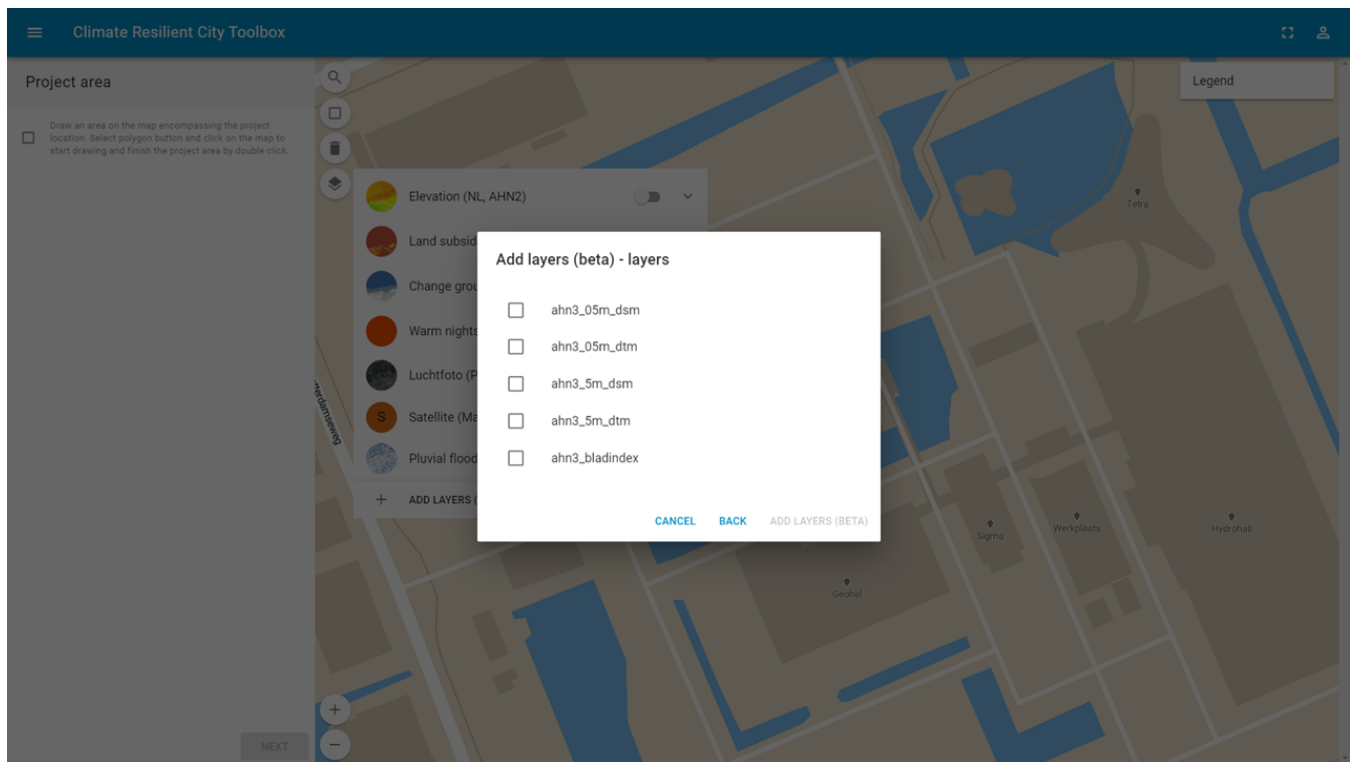 Climate Resilient City Toolbox
Project area
Draw an area on the map encompassing the project
location. Select polygon button and click on the map to
start drawing and finish the project area by double click.
Legend
Elevation (NL, AHN2)
Land subsid
Change grou
Warm nights
Luchtfoto (P
S Satellite (Ma
Pluvial flood
ADD LAYERS (
Add layers (beta) - layers
ahn3_05m_dsm
ahn3_05m_dtm
ahn3_5m_dsm
ahn3_5m_dtm
ahn3_bladindex
CANCEL BACK ADD LAYERS (BETA)
Tetra
Sigma
Werkplaats
Hydrohall
Geohal
terdamseweg
NEXT